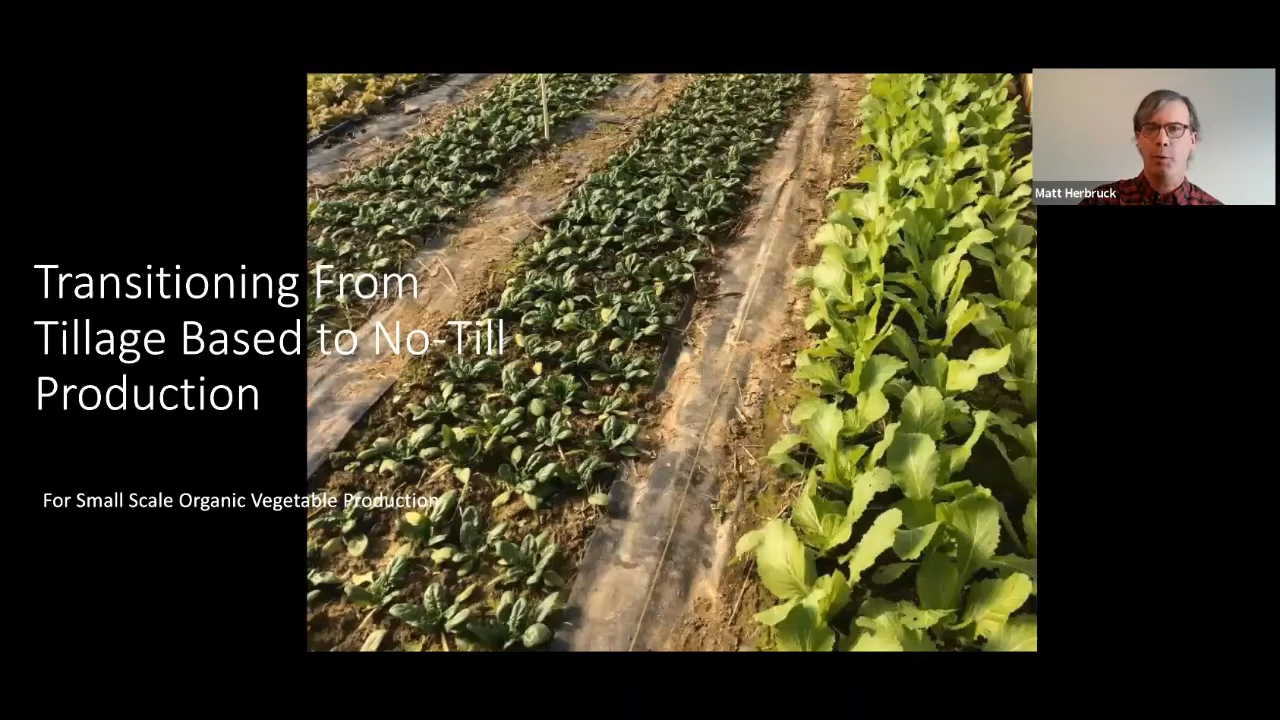 Transitioning From
Tillage Based to No-Till
Production
For Small Scale Organic Vegetable Production
Matt Herbruck